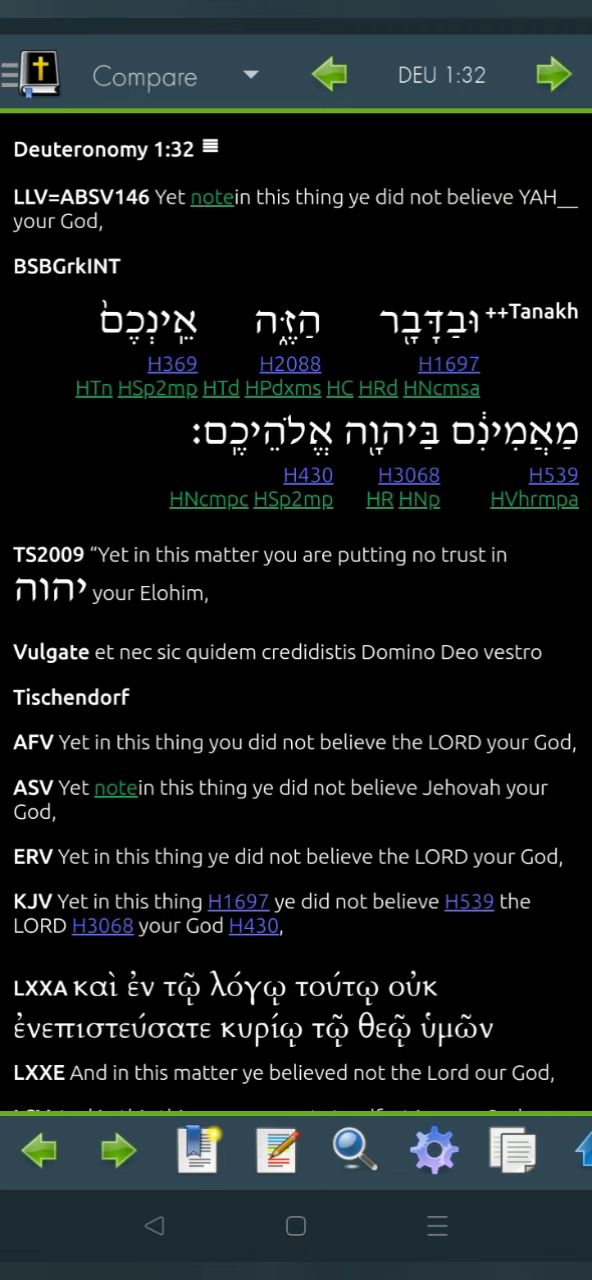 Compare
DEU 1:32
Deuteronomy 1:32
LLV=ABSV146 Yet notein this thing ye did not believe YAH__
your God,
BSBGrkINT
++Tanakh וּבַדָּבָ֖ר הַזֶּ֑ה אֵֽינְכֶם֙
H1697 H2088 H369
HTn HSp2mp HTd HPdxms HC HRd HNcmsa
מַאֲמִינִ֔ם בַּיהוָ֖ה אֱלֹהֵיכֶֽם׃
H539 H3068 H430
HNcmpc HSp2mp HR HNp HVhrmpa
TS2009 “Yet in this matter you are putting no trust in
יהוה your Elohim,
Vulgate et nec sic quidem credidistis Domino Deo vestro
Tischendorf
AFV Yet in this thing you did not believe the LORD your God,
ASV Yet notein this thing ye did not believe Jehovah your
God,
ERV Yet in this thing ye did not believe the LORD your God,
KJV Yet in this thing H1697 ye did not believe H539 the
LORD H3068 your God H430,
LXXA καὶ ἐν τῷ λόγῳ τούτῳ οὐκ
ἐνεπιστεύσατε κυρίῳ τῷ θεῷ ὑμῶν
LXXE And in this matter ye believed not the Lord our God,